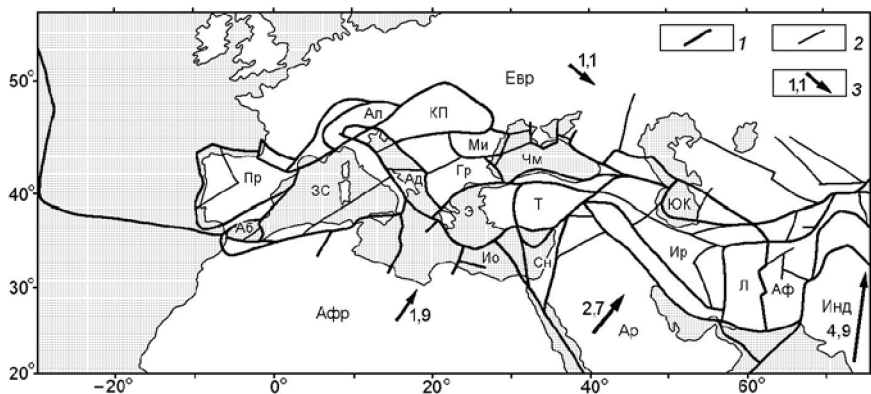 1
2
1,1
3
50°
40°
30°
20°
Евр
1,1
Ал
КП
Ми
Чм
Гр
Пр
ЗС
Ад
Э
Т
ЮК
Аб
Ио
Сн
Ир
Л
Аф
Инд
4,9
Афр
1,9
2,7
Ар
−20°
0°
20°
40°
60°